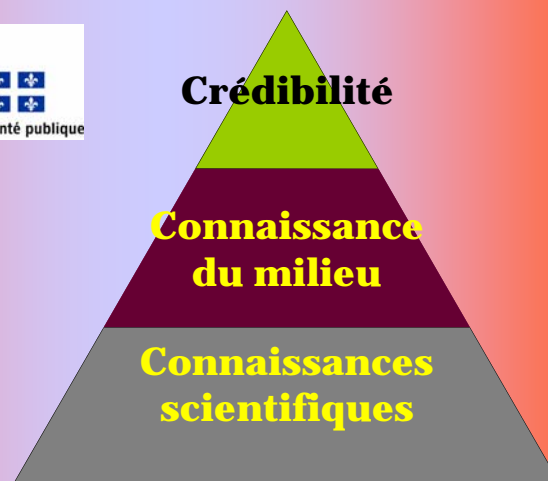 Crédibilité
nté publique
Connaissance
du milieu
Connaissances
scientifiques